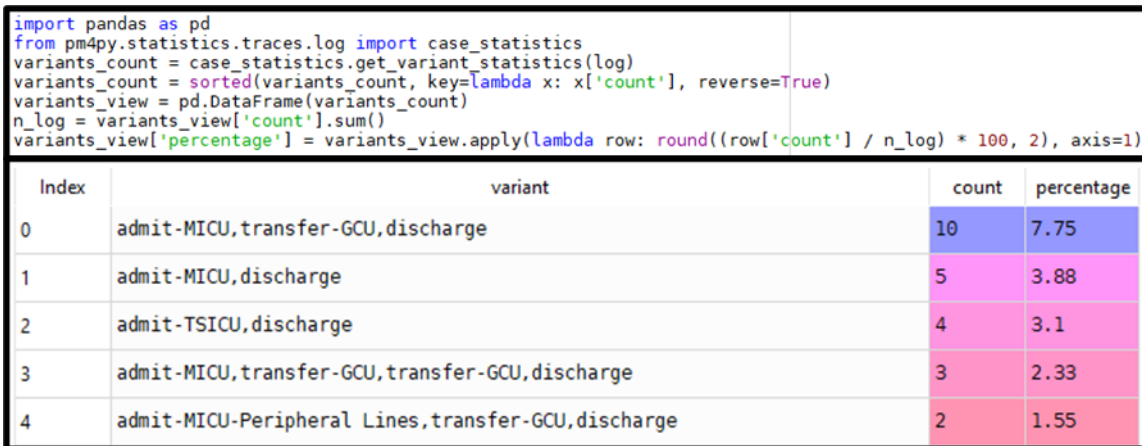 import pandas as pd
from pm4py.statistics.traces.log import case_statistics
variants_count = case_statistics.get_variant_statistics(log)
variants_count = sorted(variants_count, key=lambda x: x['count'], reverse=True)
variants_view = pd.DataFrame(variants_count)
n_log = variants_view['count'].sum()
variants_view['percentage'] = variants_view.apply(lambda row: round((row['count'] / n_log) * 100, 2), axis=1)
Index variant count percentage
0 admit-MICU,transfer-GCU,discharge 10 7.75
1 admit-MICU,discharge 5 3.88
2 admit-TSICU,discharge 4 3.1
3 admit-MICU,transfer-GCU,transfer-GCU,discharge 3 2.33
4 admit-MICU-Peripheral Lines,transfer-GCU,discharge 2 1.55